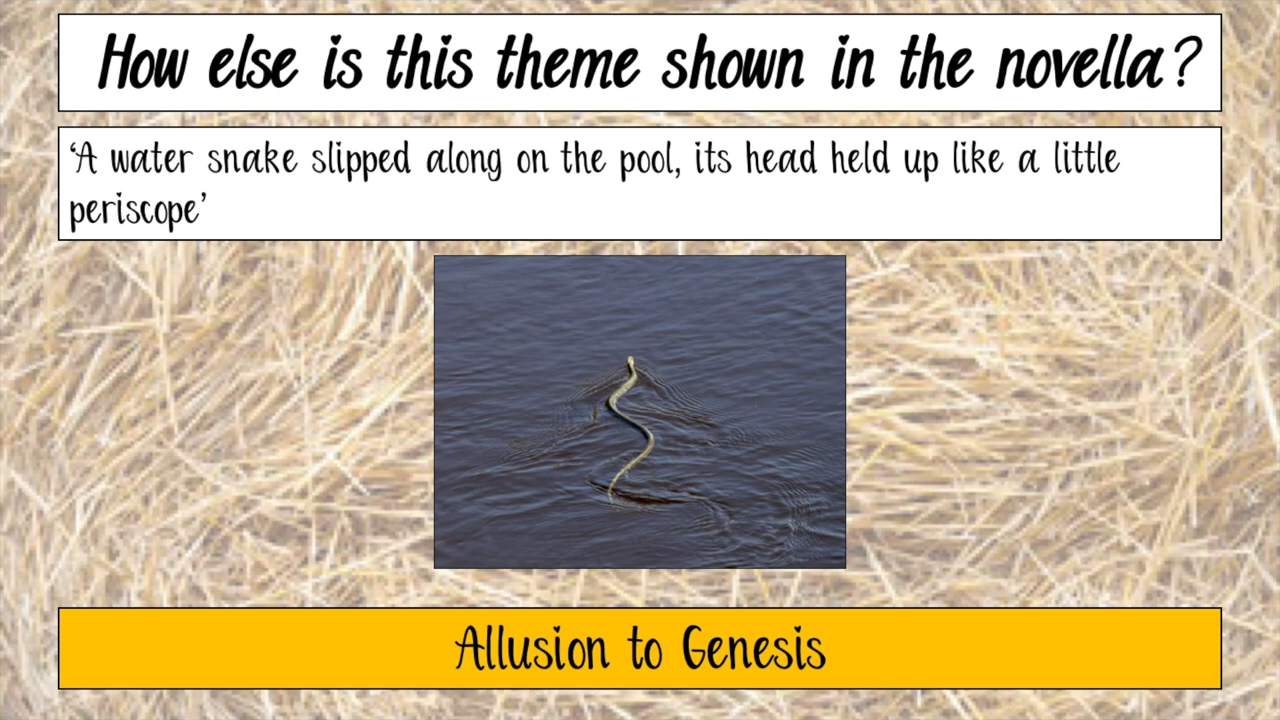 How else is this theme shown in the novella?
‘A water snake slipped along on the pool, its head held up like a little
periscope’
Allusion to Genesis